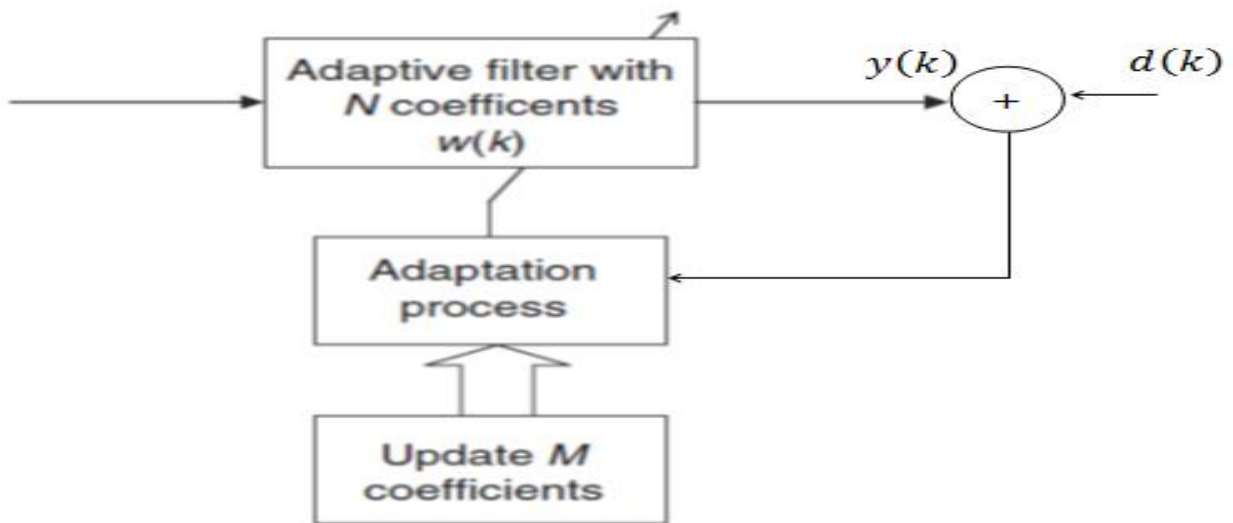 Adaptive filter with
N coefficents
w(k)
y(k)
d(k)
+
Adaptation
process
Update M
coefficients